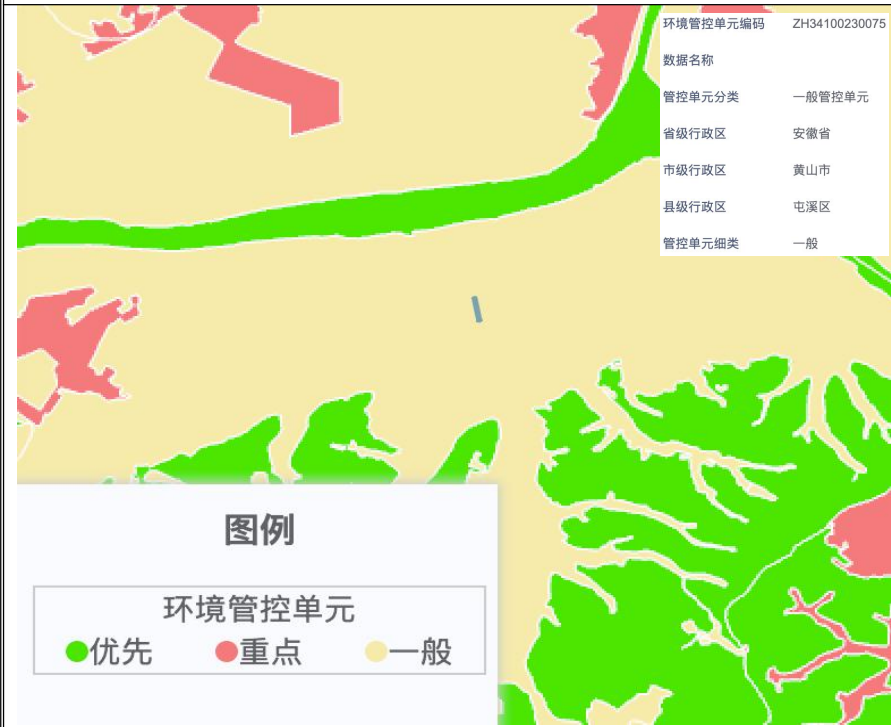 环境管控单元编码 ZH34100230075
数据名称
管控单元分类 一般管控单元
省级行政区 安徽省
市级行政区 黄山市
县级行政区 屯溪区
管控单元细类 一般
图例
环境管控单元
优先 重点 一般